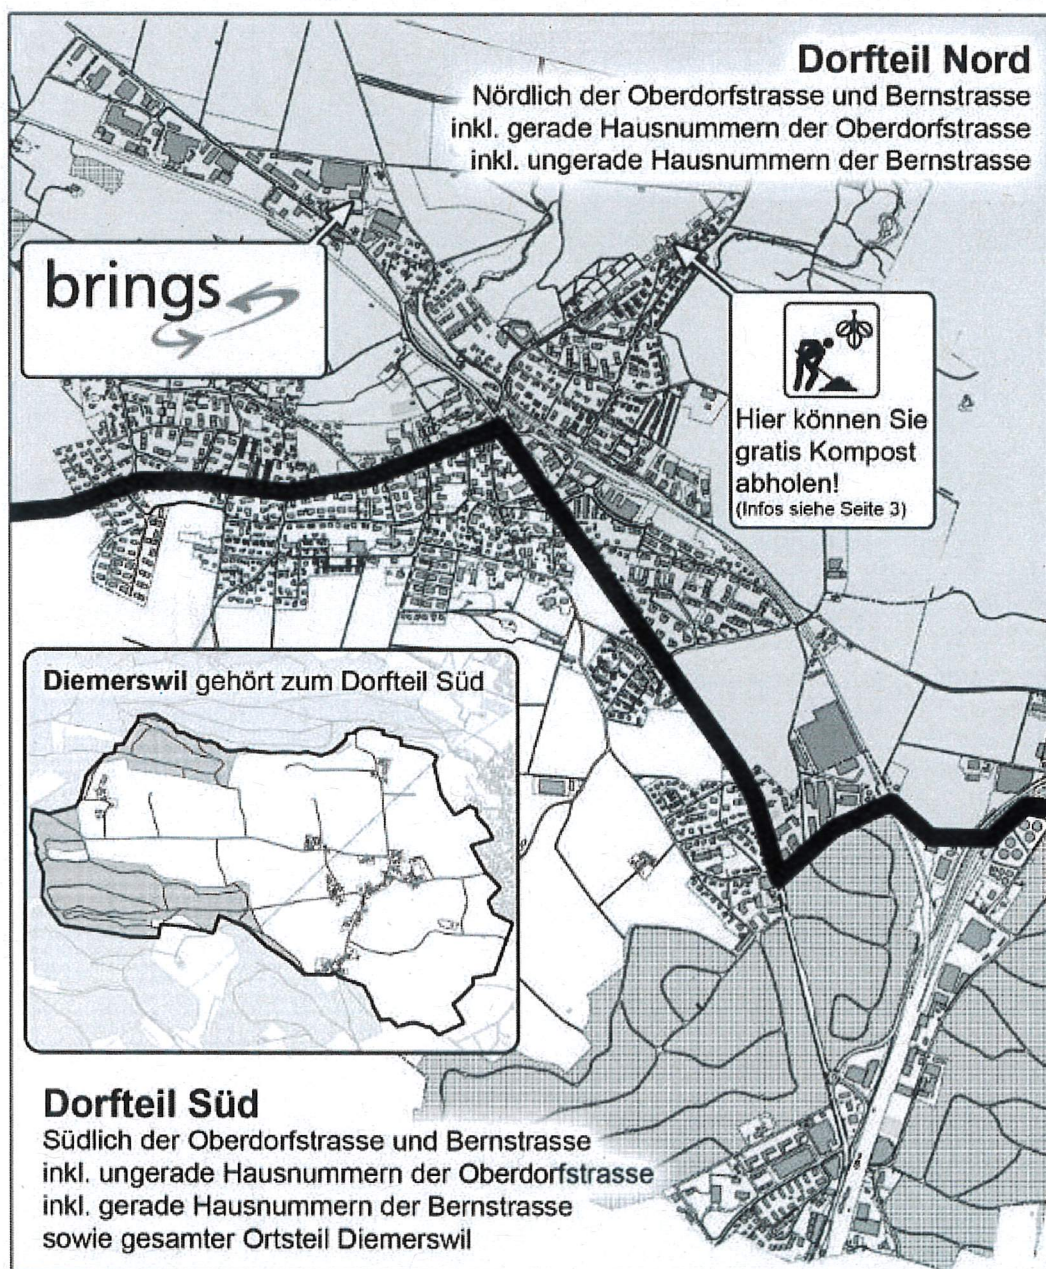 Dorfteil Nord
Nördlich der Oberdorfstrasse und Bernstrasse
inkl. gerade Hausnummern der Oberdorfstrasse
inkl. ungerade Hausnummern der Bernstrasse
brings
Hier können Sie
gratis Kompost
abholen!
(Infos siehe Seite 3)
Diemerswil gehört zum Dorfteil Süd
Dorfteil Süd
Südlich der Oberdorfstrasse und Bernstrasse
inkl. ungerade Hausnummern der Oberdorfstrasse
inkl. gerade Hausnummern der Bernstrasse
sowie gesamter Ortsteil Diemerswil